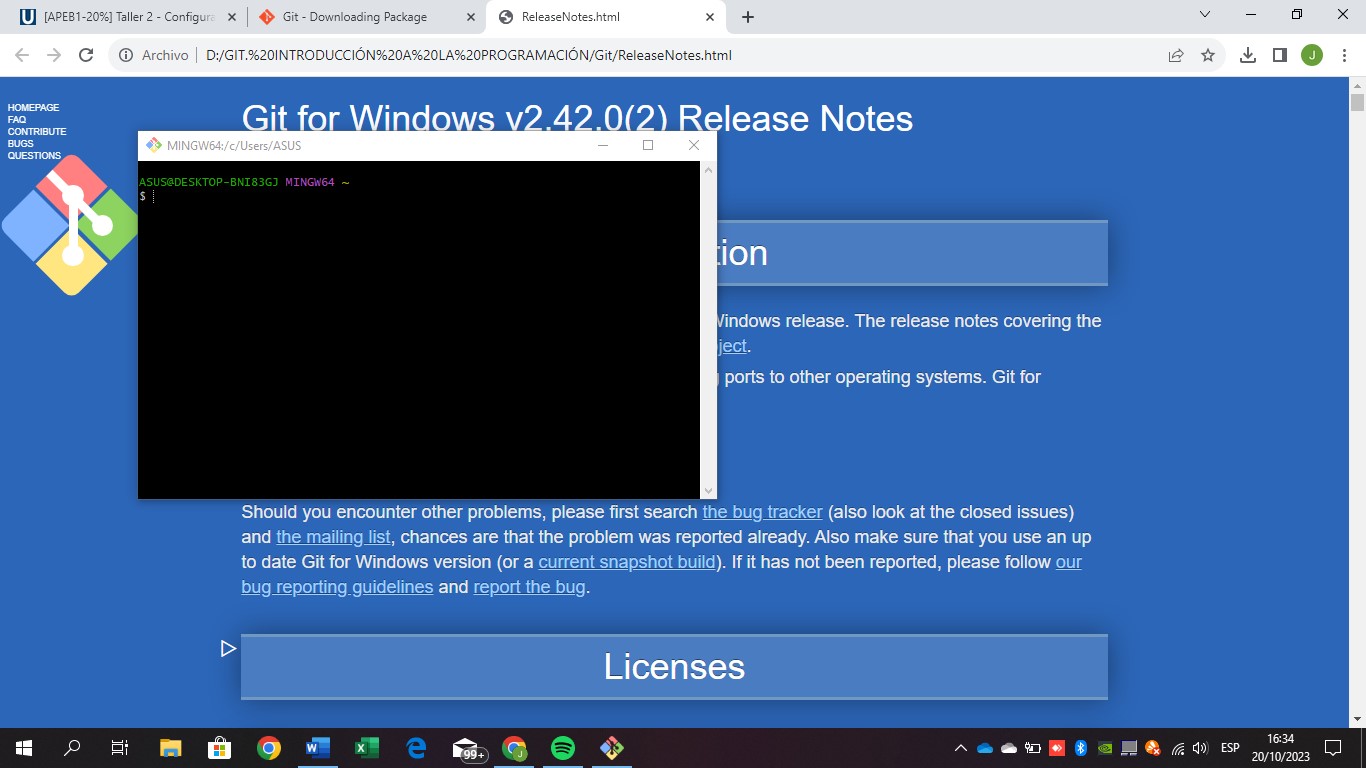 [APEB1-20%] Taller 2 - Configura
Git - Downloading Package
ReleaseNotes.html
Archivo
D:/GIT.%20INTRODUCCIÓN%20A%20LA%20PROGRAMACIÓN/Git/ReleaseNotes.html
J
HOMEPAGE
FAQ
CONTRIBUTE
BUGS
QUESTIONS
Git for Windows v2.42.0(2) Release Notes
MINGW64:/c/Users/ASUS
ASUS@DESKTOP-BNI83GJ MINGW64 ~
$
tion
Windows release. The release notes covering the
ject.
ports to other operating systems. Git for
Should you encounter other problems, please first search the bug tracker (also look at the closed issues)
and the mailing list, chances are that the problem was reported already. Also make sure that you use an up
to date Git for Windows version (or a current snapshot build). If it has not been reported, please follow our
bug reporting guidelines and report the bug.
Licenses
99+
J
ESP
16:34
20/10/2023